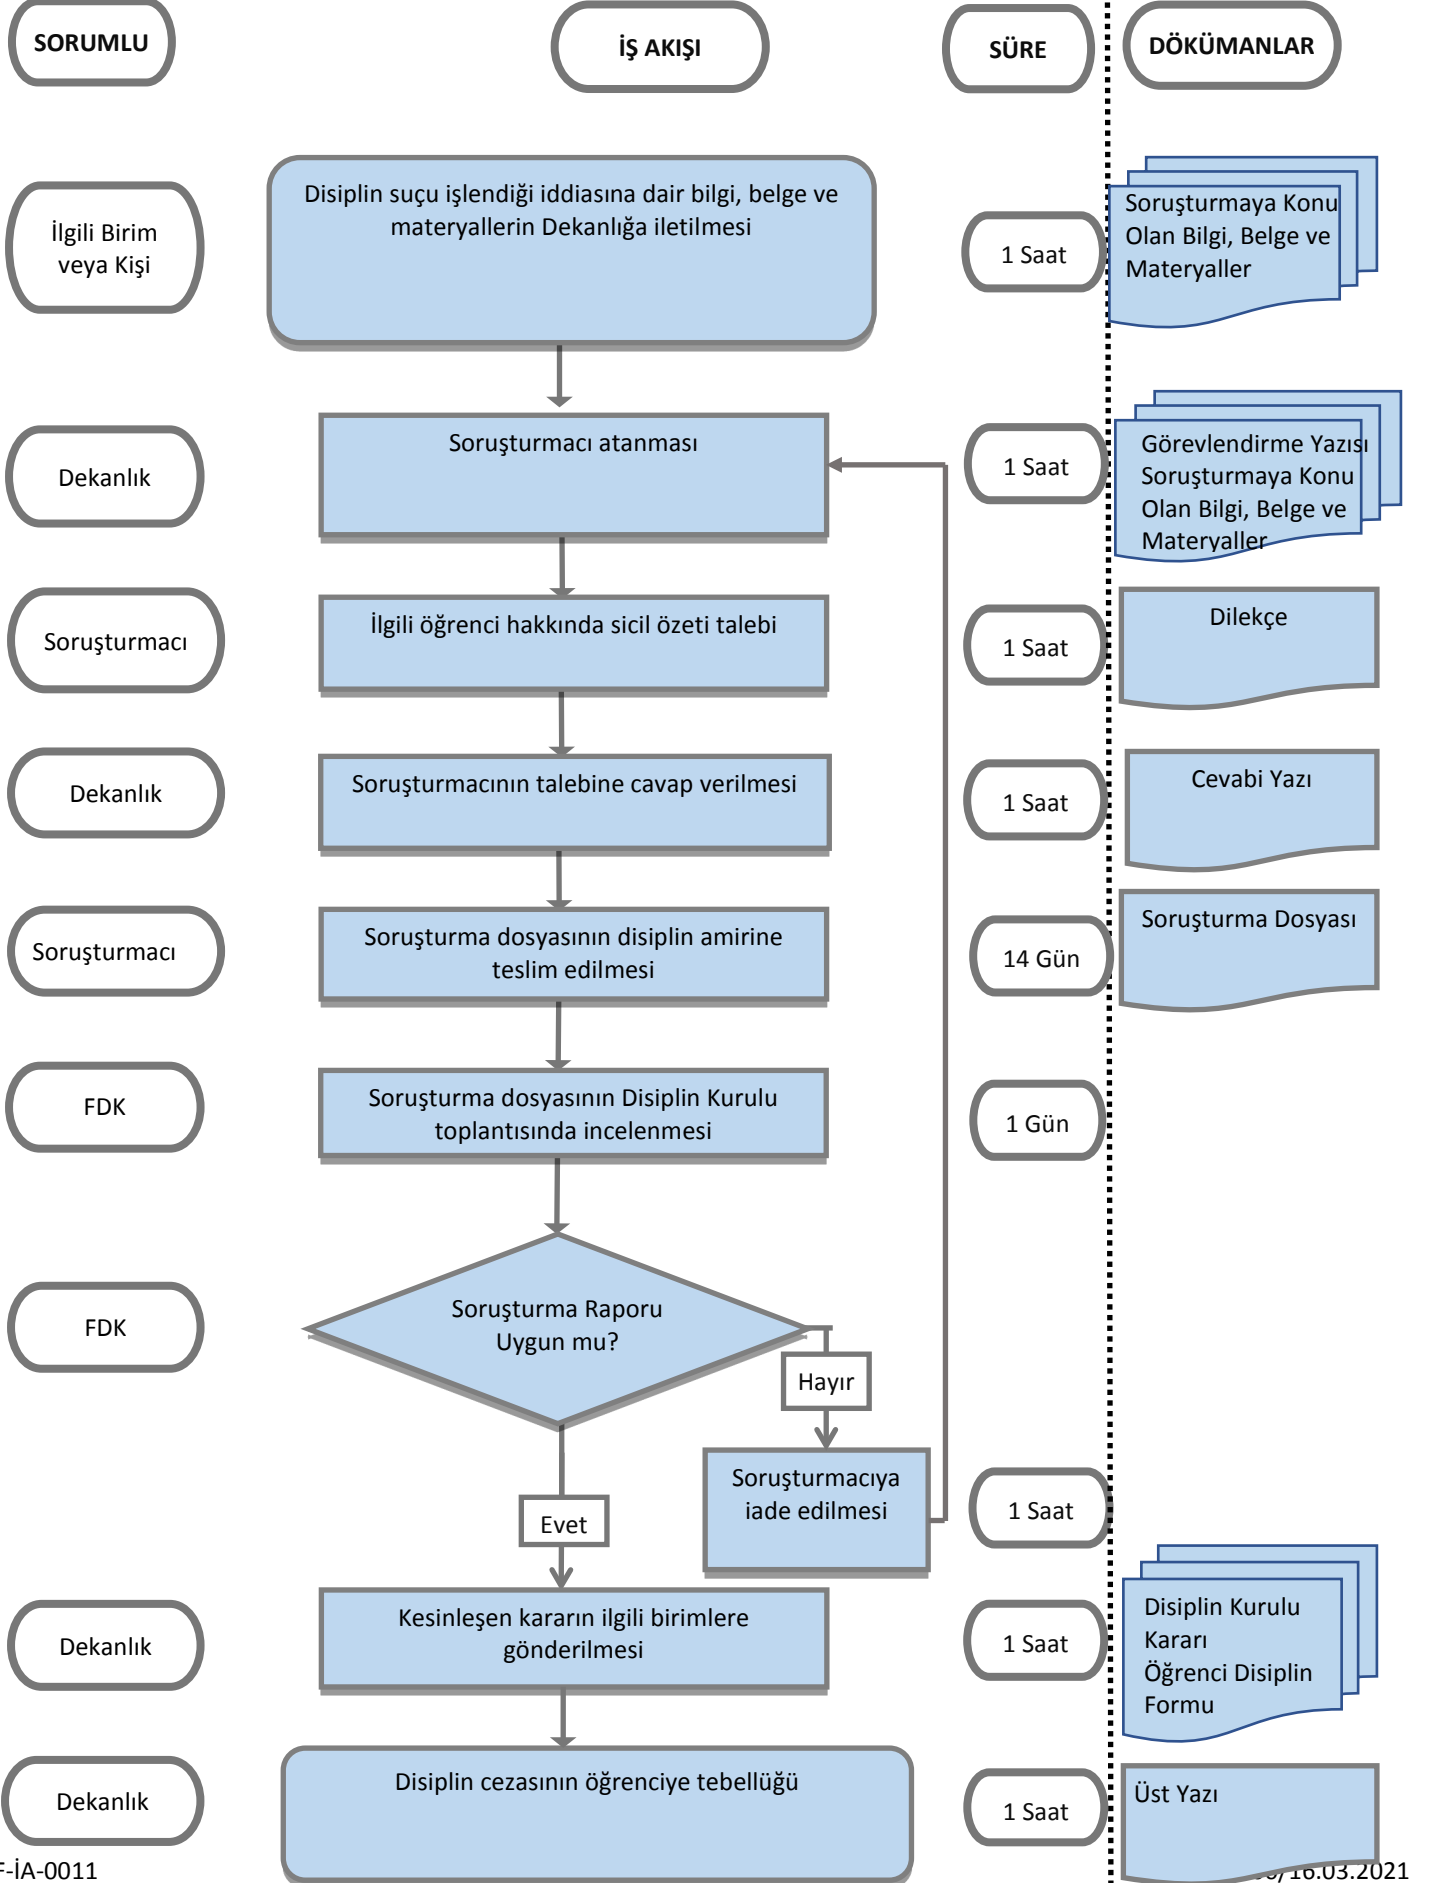 SORUMLU
İŞ AKIŞI
SÜRE
DÖKÜMANLAR
İlgili Birim
veya Kişi
Disiplin suçu işlendiği iddiasına dair bilgi, belge ve
materyallerin Dekanlığa iletilmesi
1 Saat
Soruşturmaya Konu
Olan Bilgi, Belge ve
Materyaller
Dekanlık
Soruşturmacı atanması
1 Saat
Görevlendirme Yazısı
Soruşturmaya Konu
Olan Bilgi, Belge ve
Materyaller
Soruşturmacı
İlgili öğrenci hakkında sicil özeti talebi
1 Saat
Dilekçe
Dekanlık
Soruşturmacının talebine cavap verilmesi
1 Saat
Cevabi Yazı
Soruşturmacı
Soruşturma dosyasının disiplin amirine
teslim edilmesi
14 Gün
Soruşturma Dosyası
FDK
Soruşturma dosyasının Disiplin Kurulu
toplantısında incelenmesi
1 Gün
FDK
Soruşturma Raporu
Uygun mu?
Hayır
Soruşturmacıya
iade edilmesi
1 Saat
Evet
Dekanlık
Kesinleşen kararın ilgili birimlere
gönderilmesi
1 Saat
Disiplin Kurulu
Kararı
Öğrenci Disiplin
Formu
Dekanlık
Disiplin cezasının öğrenciye tebellüğü
1 Saat
Üst Yazı
-İA-0011
/16.03.2021